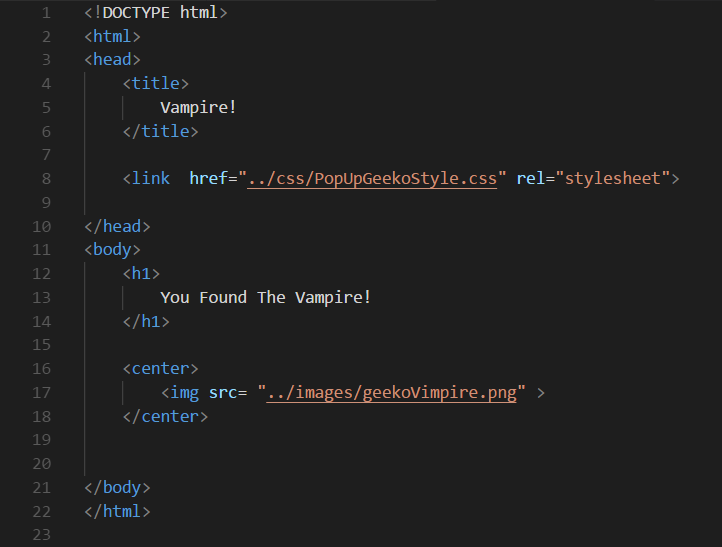 1 <!DOCTYPE html>
2 <html>
3 <head>
4     <title>
5         Vampire!
6     </title>
7
8     <link  href="../css/PopUpGeekoStyle.css" rel="stylesheet">
9
10 </head>
11 <body>
12     <h1>
13         You Found The Vampire!
14     </h1>
15
16     <center>
17         <img src= "../images/geekoVimpire.png" >
18     </center>
19
20
21 </body>
22 </html>
23